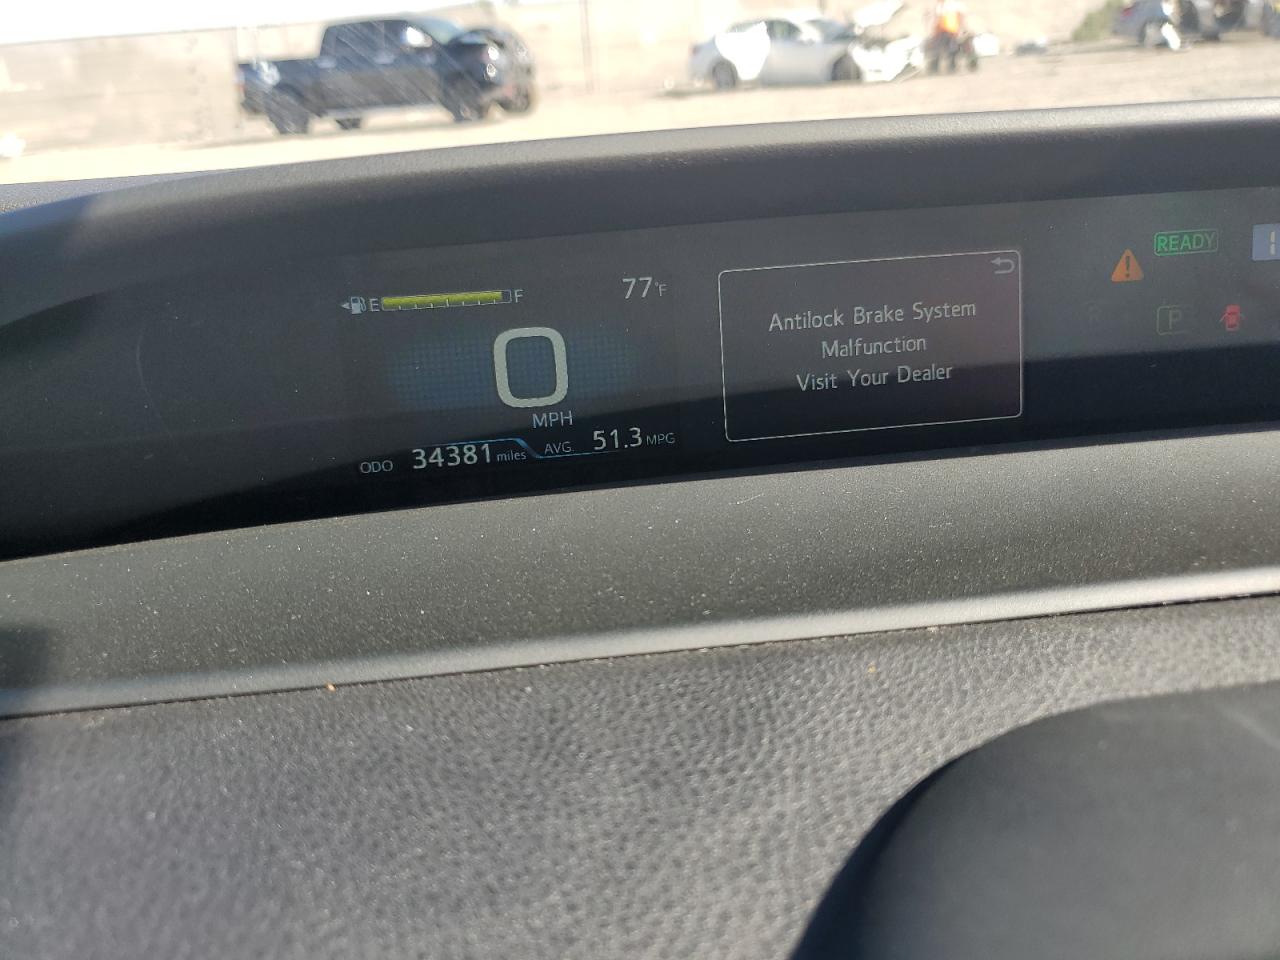 E F 77°F
0
MPH
ODO 34381 miles AVG. 51.3 MPG
Antilock Brake System
Malfunction
Visit Your Dealer
READY
R P